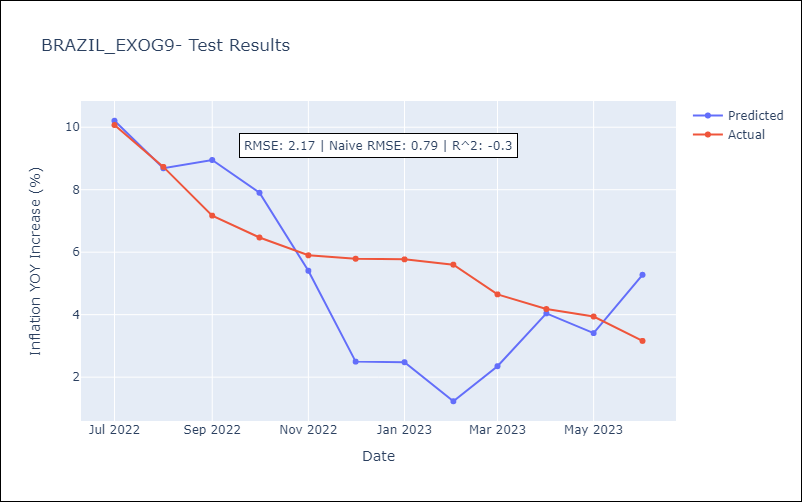 BRAZIL_EXOG9- Test Results
Predicted
Actual
RMSE: 2.17 | Naive RMSE: 0.79 | R^2: -0.3
Inflation YOY Increase (%)
10
8
6
4
2
Jul 2022 Sep 2022 Nov 2022 Jan 2023 Mar 2023 May 2023
Date